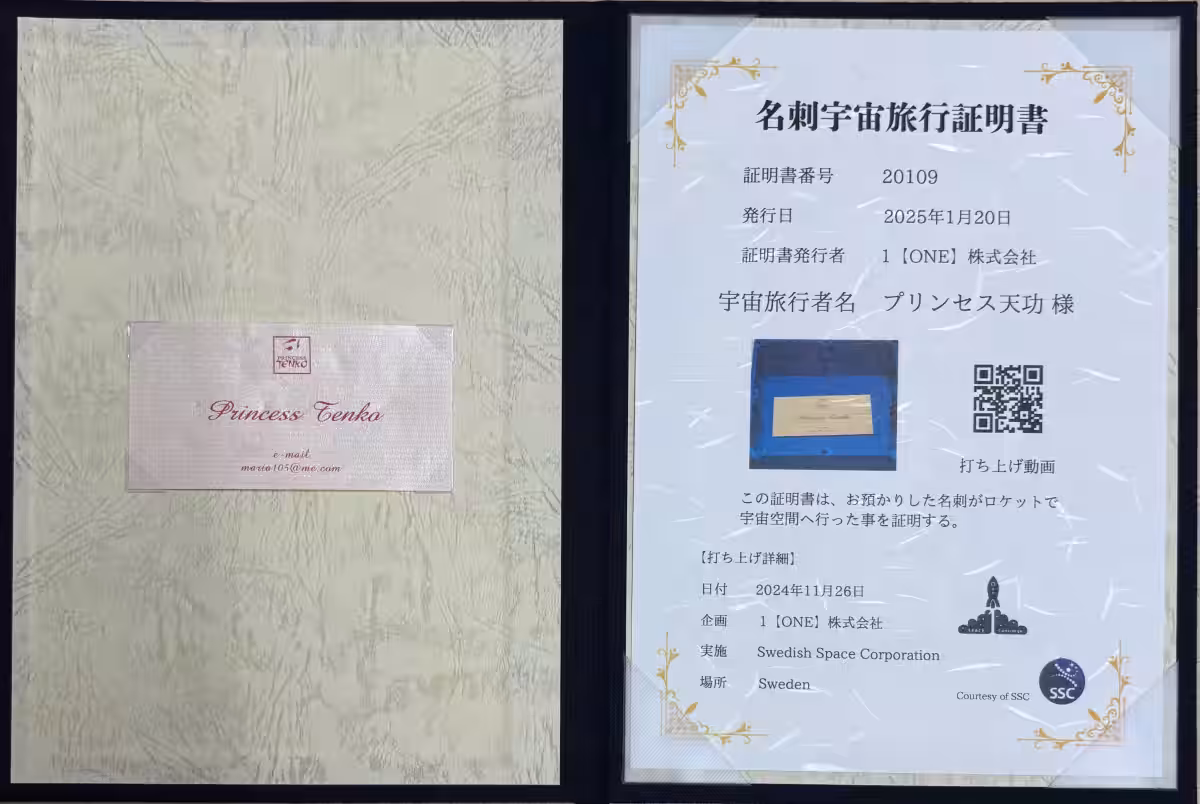 PRINCESS
TENKO
Princess Tenko
e-mail
maria105@me.com
名刺宇宙旅行証明書
証明書番号 20109
発行日 2025年1月20日
証明書発行者 1【ONE】株式会社
宇宙旅行者名 プリンセス天功 様
打ち上げ動画
この証明書は、お預かりした名刺がロケットで
宇宙空間へ行った事を証明する。
【打ち上げ詳細】
日付 2024年11月26日
企画 1【ONE】株式会社
実施 Swedish Space Corporation
場所 Sweden
SPACE
Courtesy of SSC
SSC